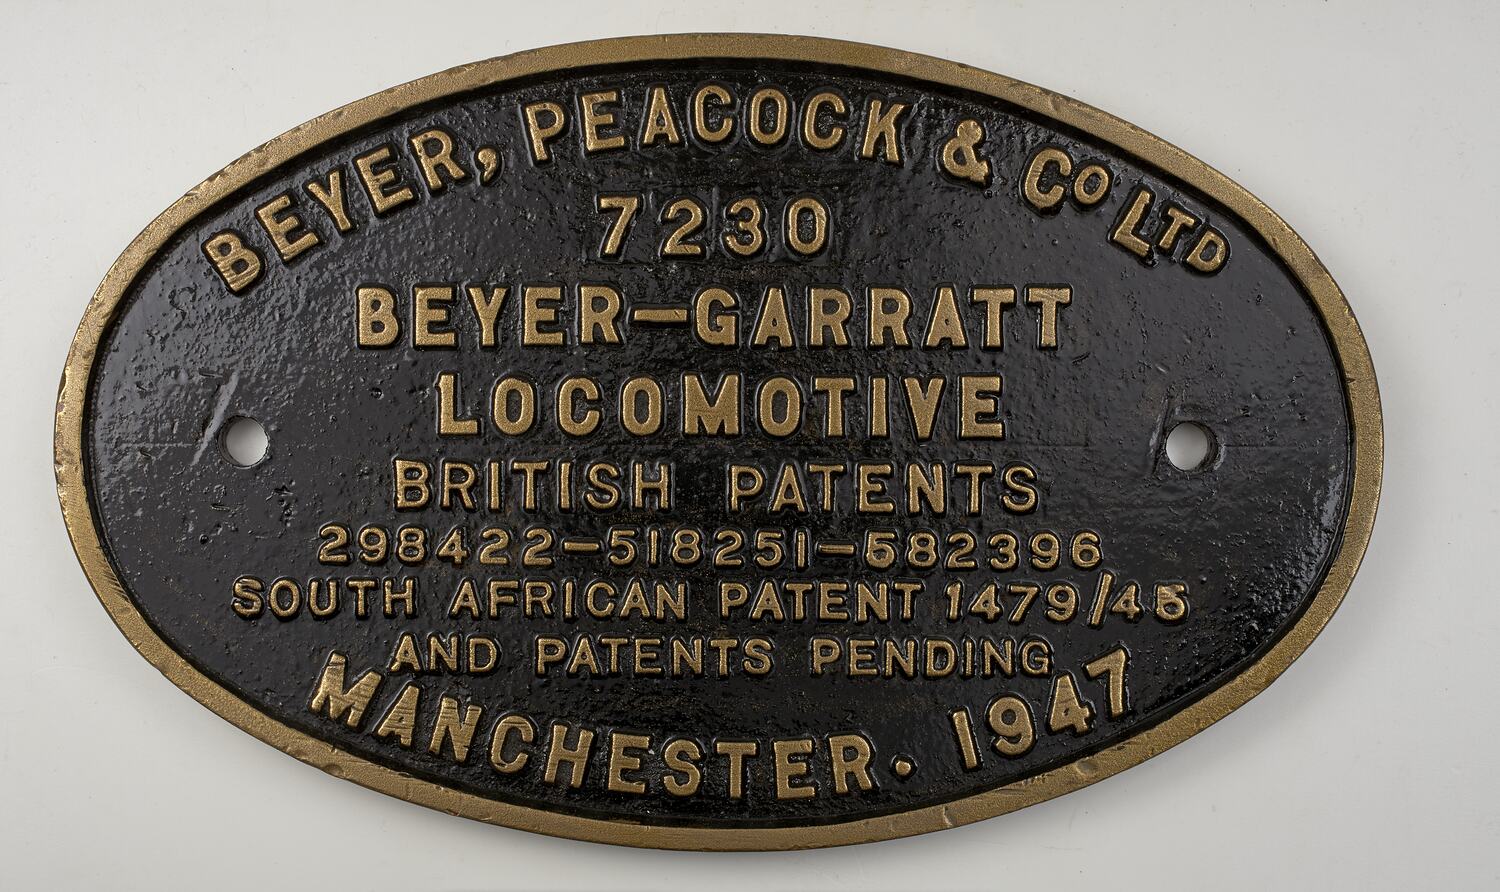 BEYER, PEACOCK & Co LTD
7230
BEYER-GARRATT
LOCOMOTIVE
BRITISH PATENTS
298422-518251-582396
SOUTH AFRICAN PATENT 1479/45
AND PATENTS PENDING
MANCHESTER. 1947